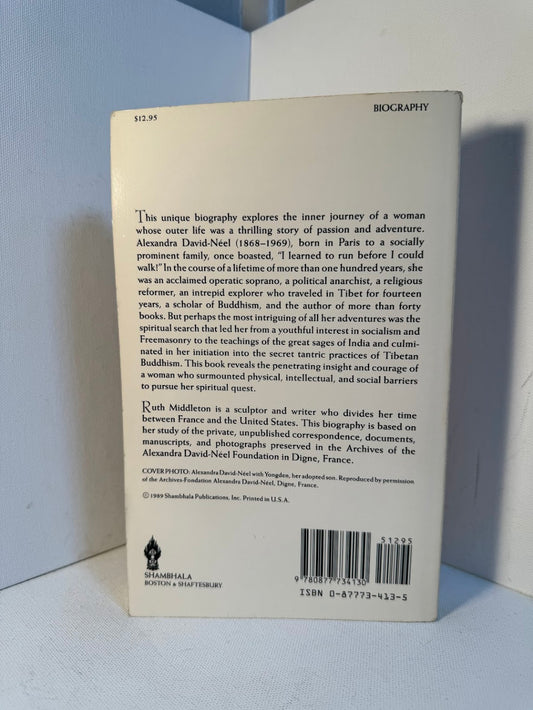 $12.95
BIOGRAPHY
This unique biography explores the inner journey of a woman
whose outer life was a thrilling story of passion and adventure.
Alexandra David-Néel (1868–1969), born in Paris to a socially
prominent family, once boasted, “I learned to run before I could
walk!” In the course of a lifetime of more than one hundred years, she
was an acclaimed operatic soprano, a political anarchist, a religious
reformer, an intrepid explorer who traveled in Tibet for fourteen
years, a scholar of Buddhism, and the author of more than forty
books. But perhaps the most intriguing of all her adventures was the
spiritual search that led her from a youthful interest in socialism and
Freemasonry to the teachings of the great sages of India and culmi-
nated in her initiation into the secret tantric practices of Tibetan
Buddhism. This book reveals the penetrating insight and courage of
a woman who surmounted physical, intellectual, and social barriers
to pursue her spiritual quest.
Ruth Middleton is a sculptor and writer who divides her time
between France and the United States. This biography is based on
her study of the private, unpublished correspondence, documents,
manuscripts, and photographs preserved in the Archives of the
Alexandra David-Néel Foundation in Digne, France.
COVER PHOTO: Alexandra David-Néel with Yongden, her adopted son. Reproduced by permission
of the Archives-Fondation Alexandra David-Néel, Digne, France.
© 1989 Shambhala Publications, Inc. Printed in U.S.A.
51295
9 780877 734130
ISBN 0-87773-413-5
SHAMBHALA
BOSTON & SHAFTESBURY